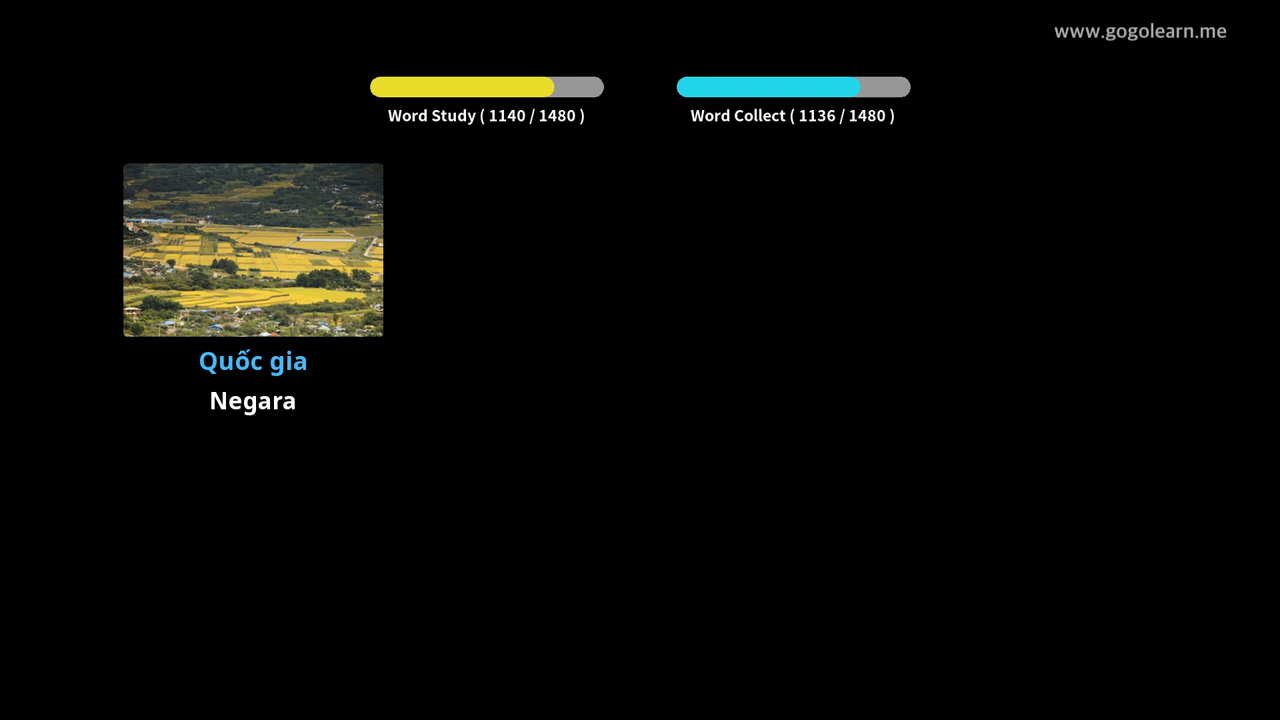 www.gogolearn.me
Word Study ( 1140 / 1480 )
Word Collect ( 1136 / 1480 )
Quốc gia
Negara